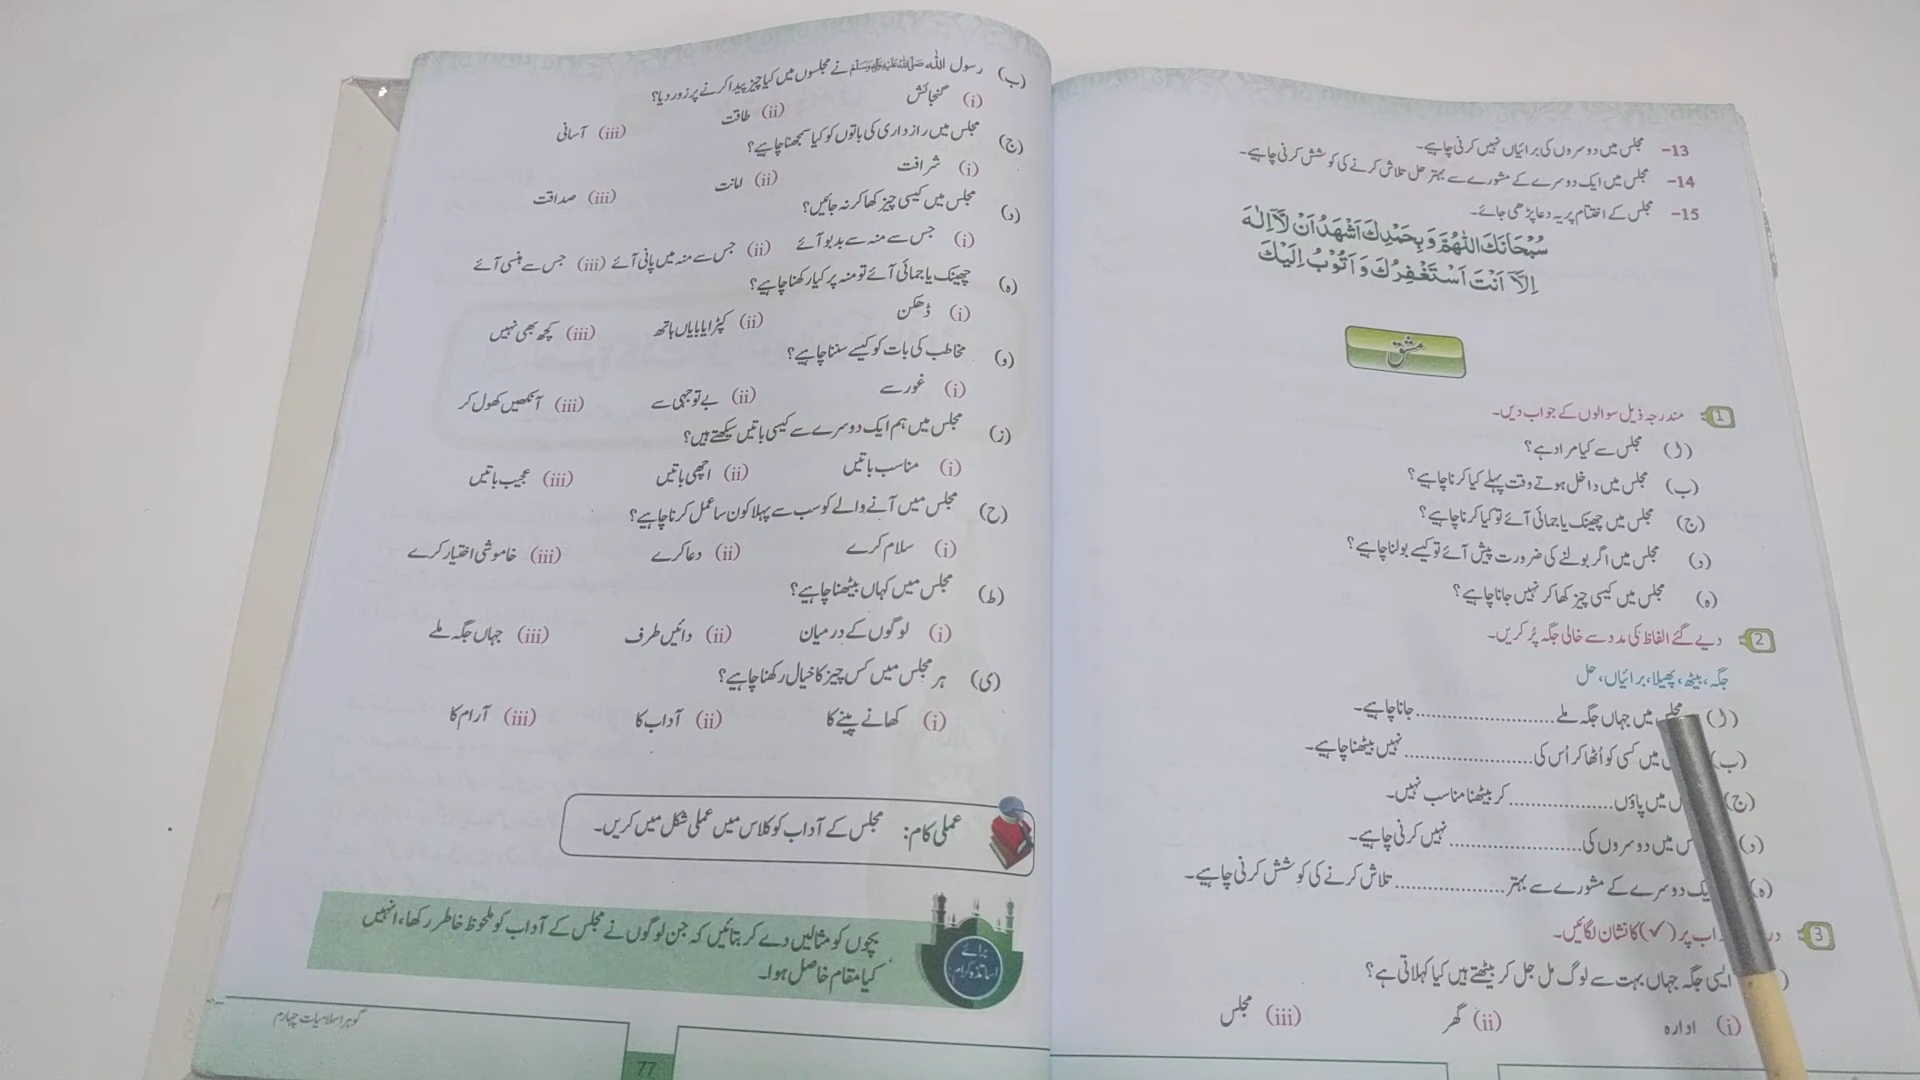 13- مجلس میں دوسروں کی برائیاں نہیں کرنی چاہیے۔
14- مجلس میں ایک دوسرے کے مشورے سے بہتر حل تلاش کرنے کی کوشش کرنی چاہیے۔
15- مجلس کے اختتام پر یہ دعا پڑھی جائے۔
سُبْحَانَكَ اللّٰهُمَّ وَبِحَمْدِكَ اَشْهَدُ اَنْ لَّآ اِلٰهَ
اِلَّآ اَنْتَ اَسْتَغْفِرُكَ وَاَتُوْبُ اِلَيْكَ
مشق
1 مندرجہ ذیل سوالوں کے جواب دیں۔
(ا) مجلس سے کیا مراد ہے؟
(ب) مجلس میں داخل ہوتے وقت پہلے کیا کرنا چاہیے؟
(ج) مجلس میں چھینک یا جمائی آئے تو کیا کرنا چاہیے؟
(د) مجلس میں اگر بولنے کی ضرورت پیش آئے تو کیسے بولنا چاہیے؟
(ہ) مجلس میں کیسی چیز کھا کر نہیں جانا چاہیے؟
2 دیے گئے الفاظ کی مدد سے خالی جگہ پُر کریں۔
جگہ، بیٹھ، پھیلا، برائیاں، حل
(ا) مجلس میں جہاں جگہ ملے ............ جانا چاہیے۔
(ب) میں کسی کو اُٹھا کر اُس کی ............ نہیں بیٹھنا چاہیے۔
(ج) میں پاؤں ............ کر بیٹھنا مناسب نہیں۔
(د) میں دوسروں کی ............ نہیں کرنی چاہیے۔
(ہ) دوسرے کے مشورے سے بہتر ............ تلاش کرنے کی کوشش کرنی چاہیے۔
3 پر (✓) کا نشان لگائیں۔
ایسی جگہ جہاں بہت سے لوگ مل جل کر بیٹھتے ہیں کیا کہلاتی ہے؟
(i) ادارہ (ii) گھر (iii) مجلس
(ب) رسول اللہ ﷺ نے مجلسوں میں کیا چیز پیدا کرنے پر زور دیا؟
(i) گنجائش (ii) طاقت (iii) آسانی
(ج) مجلس میں راز داری کی باتوں کو کیا سمجھنا چاہیے؟
(i) شرافت (ii) امانت (iii) صداقت
(د) مجلس میں کیسی چیز کھا کر نہ جائیں؟
(i) جس سے منہ سے بدبو آئے (ii) جس سے منہ میں پانی آئے (iii) جس سے ہنسی آئے
(ہ) چھینک یا جمائی آئے تو منہ پر کیا رکھنا چاہیے؟
(i) ڈھکن (ii) کپڑا یا بایاں ہاتھ (iii) کچھ بھی نہیں
(و) مخاطب کی بات کو کیسے سننا چاہیے؟
(i) غور سے (ii) بے توجہی سے (iii) آنکھیں کھول کر
(ز) مجلس میں ہم ایک دوسرے سے کیسی باتیں سیکھتے ہیں؟
(i) مناسب باتیں (ii) اچھی باتیں (iii) عجیب باتیں
(ح) مجلس میں آنے والے کو سب سے پہلا کون سا عمل کرنا چاہیے؟
(i) سلام کرے (ii) دعا کرے (iii) خاموشی اختیار کرے
(ط) مجلس میں کہاں بیٹھنا چاہیے؟
(i) لوگوں کے درمیان (ii) دائیں طرف (iii) جہاں جگہ ملے
(ی) ہر مجلس میں کس چیز کا خیال رکھنا چاہیے؟
(i) کھانے پینے کا (ii) آداب کا (iii) آرام کا
عملی کام: مجلس کے آداب کو کلاس میں عملی شکل میں کریں۔
برائے
اساتذہ کرام:
بچوں کو مثالیں دے کر بتائیں کہ جن لوگوں نے مجلس کے آداب کو ملحوظ خاطر رکھا، انہیں
کیا مقام حاصل ہوا۔
گوہر اسلامیات چہارم
77